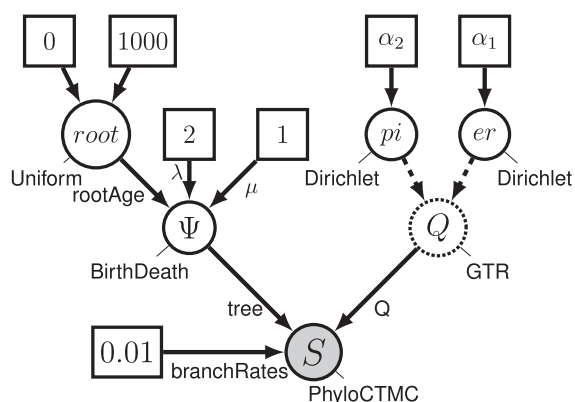 0 1000 α₂ α₁
root 2 1 pi er
Uniform Dirichlet Dirichlet
rootAge λ μ
Ψ Q
BirthDeath GTR
tree Q
0.01 S
branchRates
PhyloCTMC